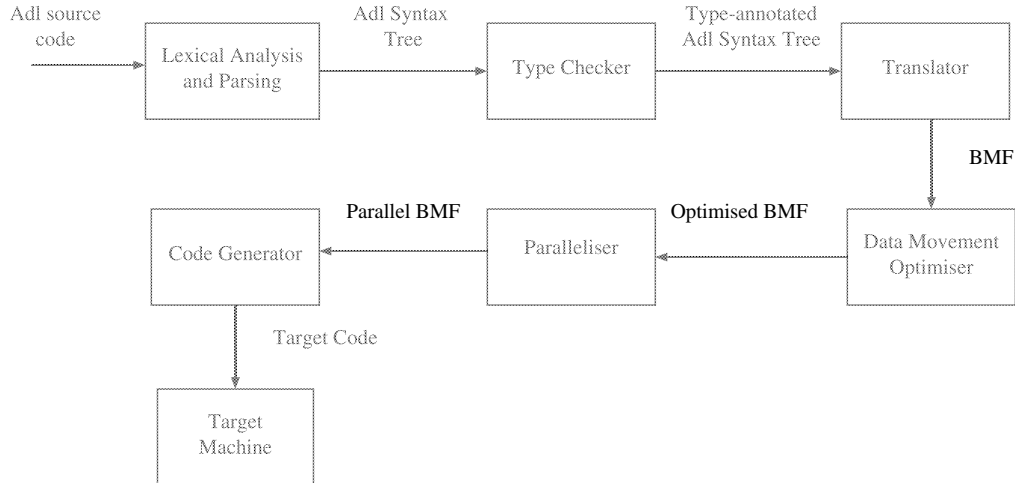 Adl source
code
Lexical Analysis
and Parsing
Adl Syntax
Tree
Type Checker
Type-annotated
Adl Syntax Tree
Translator
BMF
Data Movement
Optimiser
Optimised BMF
Paralleliser
Parallel BMF
Code Generator
Target Code
Target
Machine